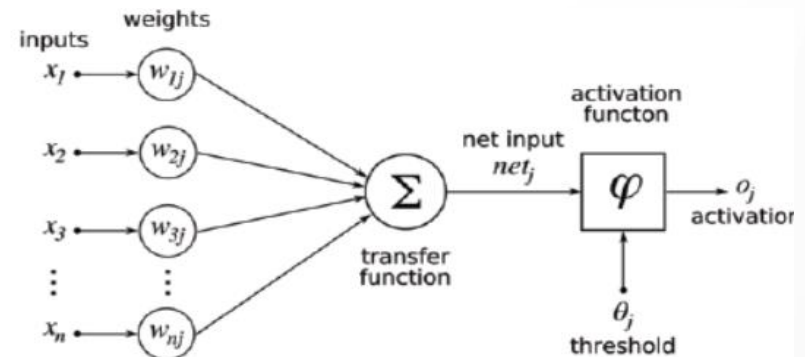 weights
inputs
x₁
w₁ⱼ
activation
functon
x₂
w₂ⱼ
net input
netⱼ
Σ
φ
oⱼ
activation
x₃
w₃ⱼ
transfer
function
⋮ ⋮
θⱼ
xₙ
wₙⱼ
threshold